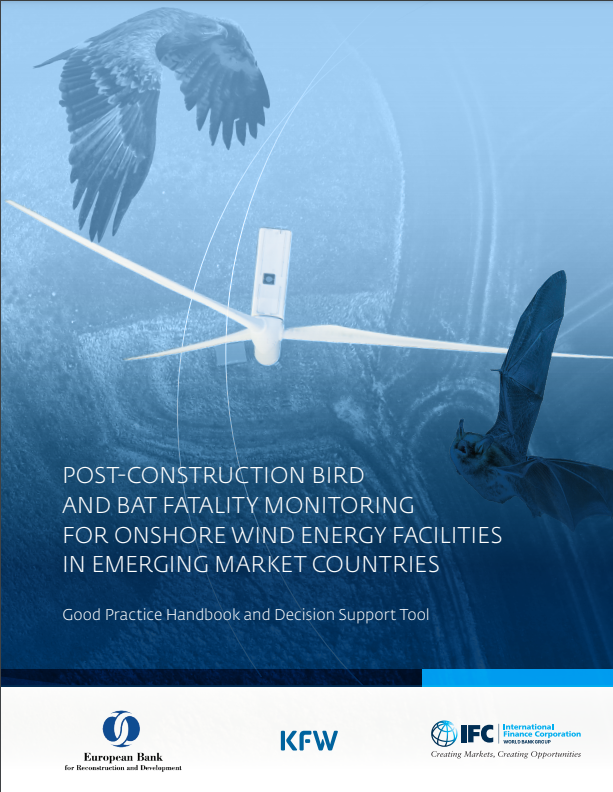 POST-CONSTRUCTION BIRD
AND BAT FATALITY MONITORING
FOR ONSHORE WIND ENERGY FACILITIES
IN EMERGING MARKET COUNTRIES
Good Practice Handbook and Decision Support Tool
European Bank
for Reconstruction and Development
KFW
IFC
International
Finance Corporation
WORLD BANK GROUP
Creating Markets, Creating Opportunities